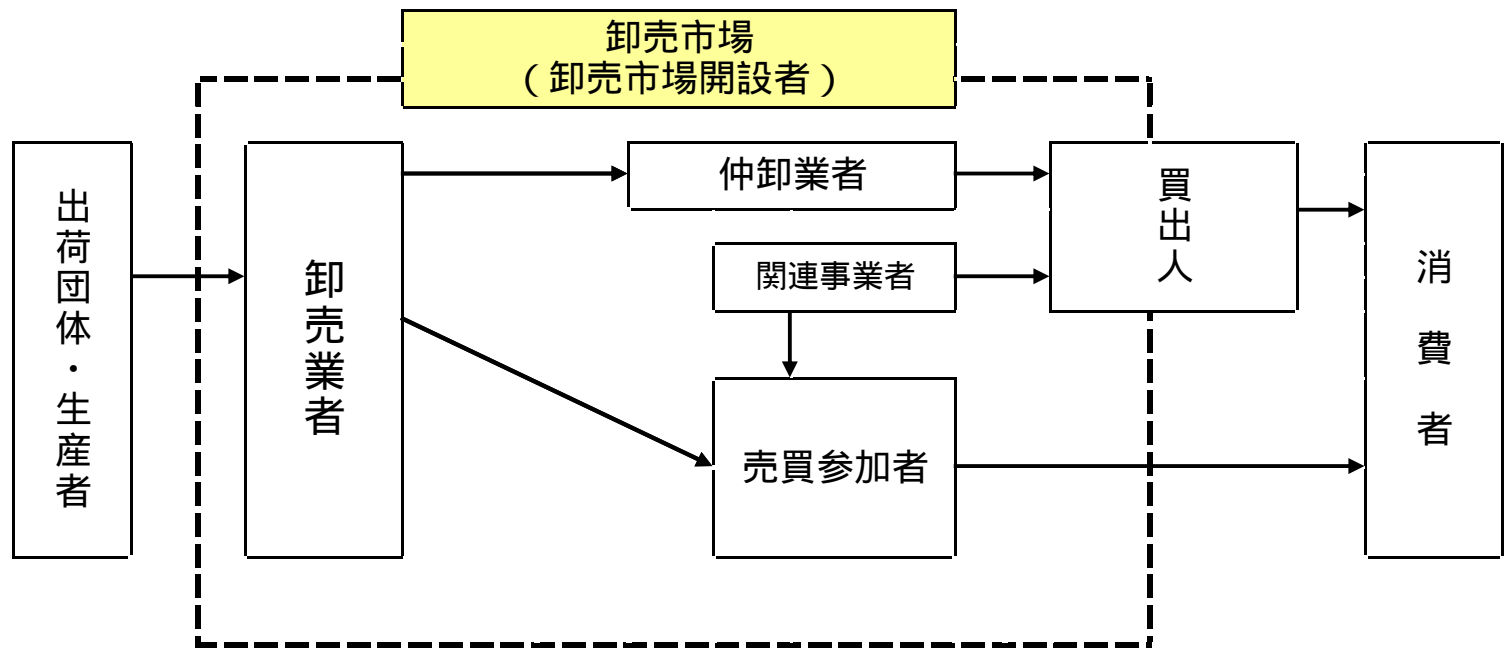 卸売市場
（卸売市場開設者）
出荷団体・生産者
卸売業者
仲卸業者
関連事業者
売買参加者
買出人
消費者